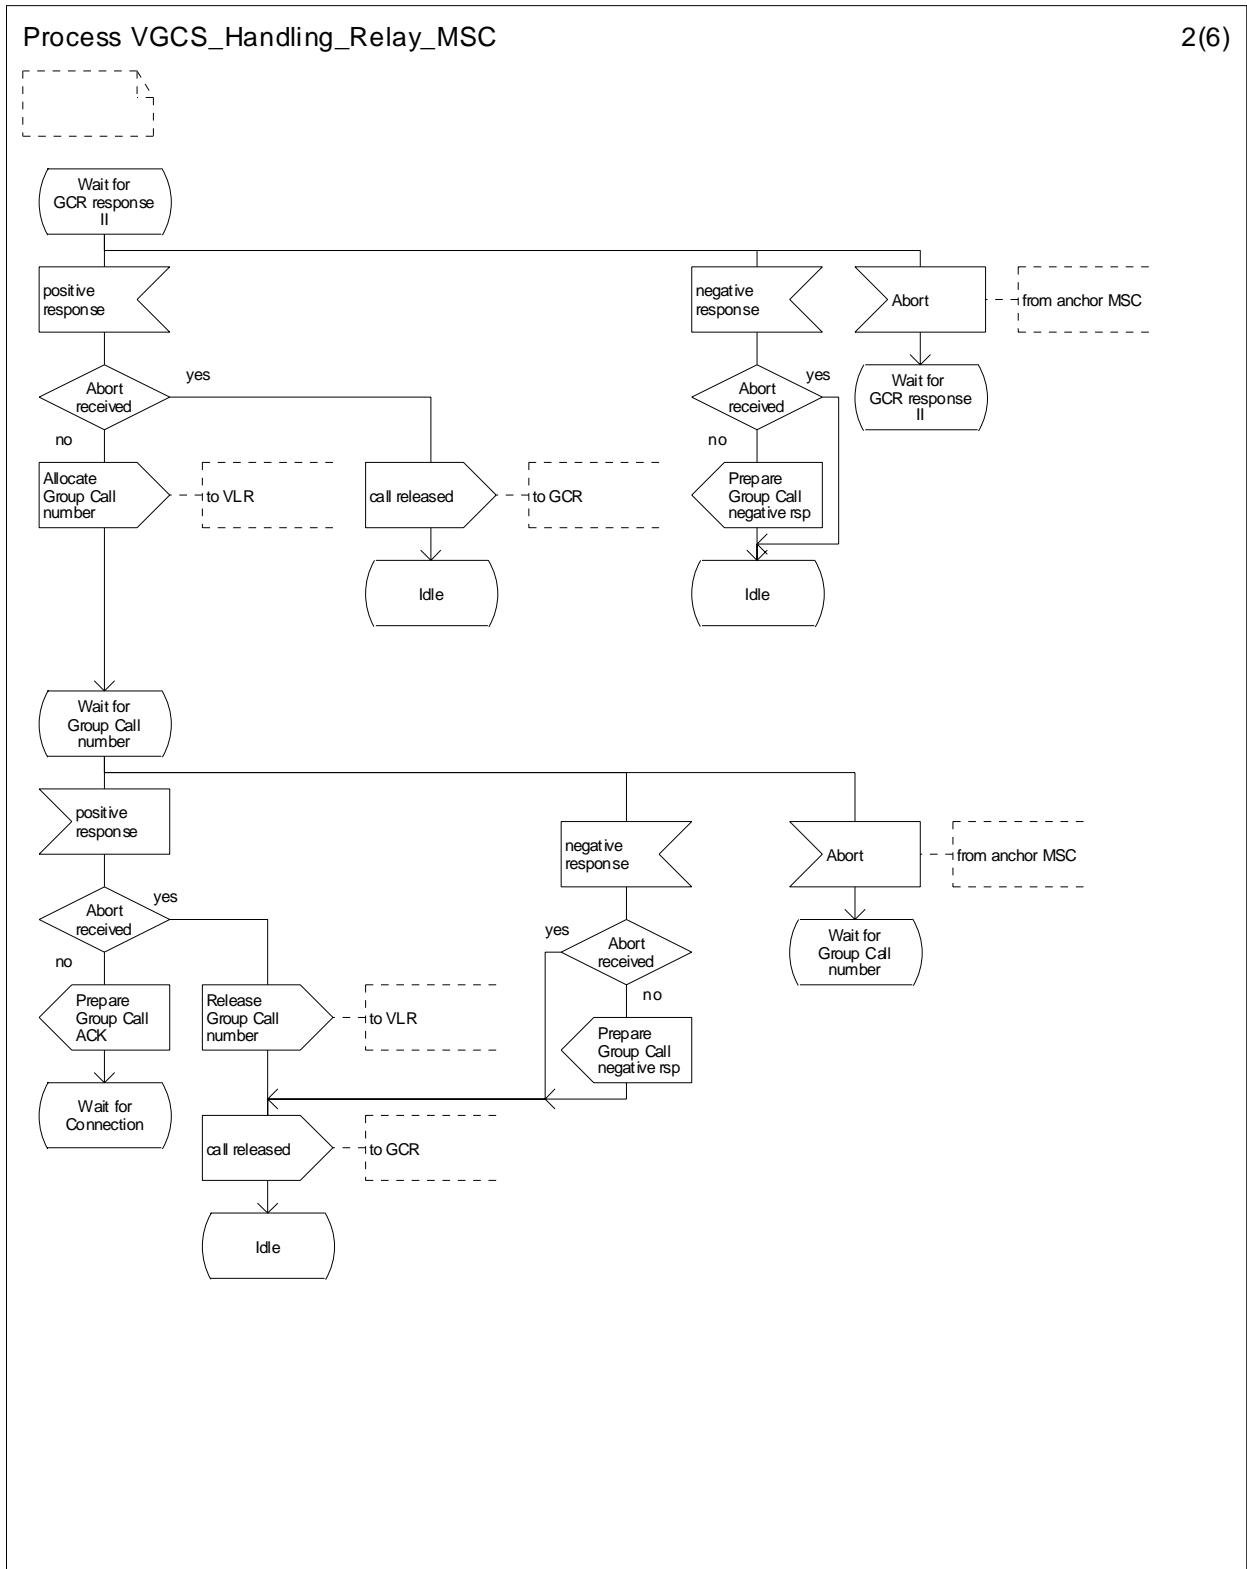 Process VGCS_Handling_Relay_MSC
2(6)
Wait for
GCR response
II
positive
response
negative
response
Abort
from anchor MSC
Abort
received
yes
no
Abort
received
yes
no
Wait for
GCR response
II
Allocate
Group Call
number
to VLR
call released
to GCR
Prepare
Group Call
negative rsp
Idle
Idle
Wait for
Group Call
number
positive
response
negative
response
Abort
from anchor MSC
Abort
received
yes
no
yes
Abort
received
no
Wait for
Group Call
number
Prepare
Group Call
ACK
Release
Group Call
number
to VLR
Prepare
Group Call
negative rsp
Wait for
Connection
call released
to GCR
Idle